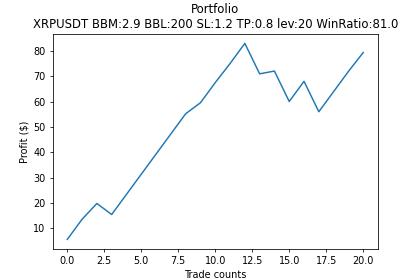 Portfolio
XRPUSDT BBM:2.9 BBL:200 SL:1.2 TP:0.8 lev:20 WinRatio:81.0
80
70
60
50
40
30
20
10
Profit ($)
0.0 2.5 5.0 7.5 10.0 12.5 15.0 17.5 20.0
Trade counts